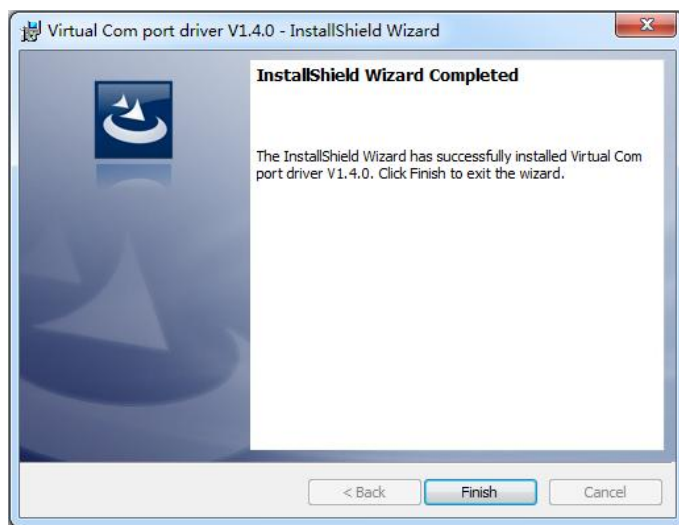 Virtual Com port driver V1.4.0 - InstallShield Wizard
InstallShield Wizard Completed
The InstallShield Wizard has successfully installed Virtual Com
port driver V1.4.0. Click Finish to exit the wizard.
< Back
Finish
Cancel